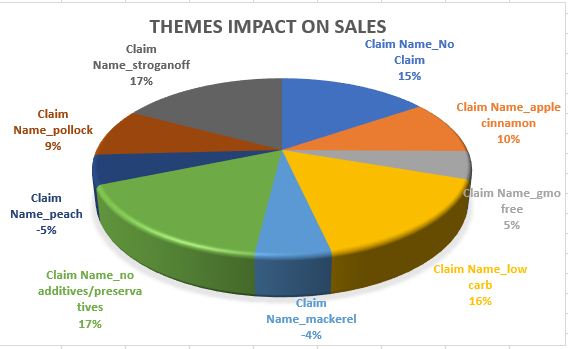 THEMES IMPACT ON SALES
Claim Name_No
Claim
15%
Claim Name_apple
cinnamon
10%
Claim Name_gmo
free
5%
Claim Name_low
carb
16%
Claim
Name_mackerel
-4%
Claim Name_no
additives/preserva
tives
17%
Claim
Name_peach
-5%
Claim
Name_pollock
9%
Claim
Name_stroganoff
17%